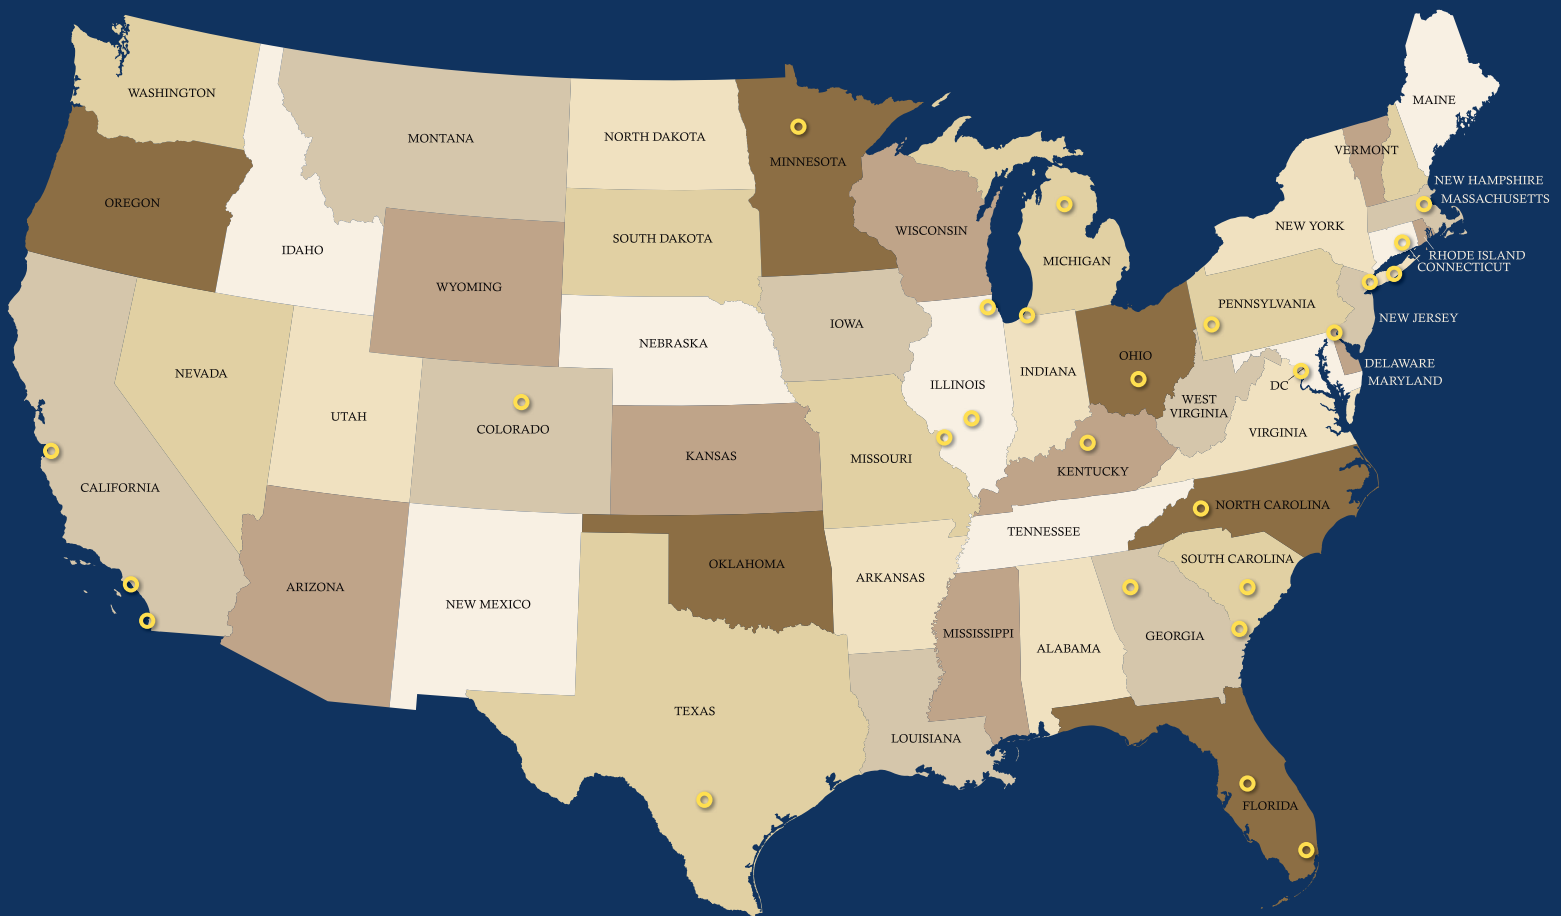 WASHINGTON
MAINE
NORTH DAKOTA
MONTANA
VERMONT
MINNESOTA
NEW HAMPSHIRE
MASSACHUSETTS
OREGON
NEW YORK
WISCONSIN
SOUTH DAKOTA
IDAHO
RHODE ISLAND
MICHIGAN
CONNECTICUT
WYOMING
PENNSYLVANIA
NEW JERSEY
IOWA
NEBRASKA
OHIO
DELAWARE
NEVADA
INDIANA
MARYLAND
ILLINOIS
DC
WEST
VIRGINIA
UTAH
COLORADO
VIRGINIA
KANSAS
MISSOURI
KENTUCKY
CALIFORNIA
NORTH CAROLINA
TENNESSEE
SOUTH CAROLINA
OKLAHOMA
ARKANSAS
ARIZONA
NEW MEXICO
MISSISSIPPI
GEORGIA
ALABAMA
TEXAS
LOUISIANA
FLORIDA